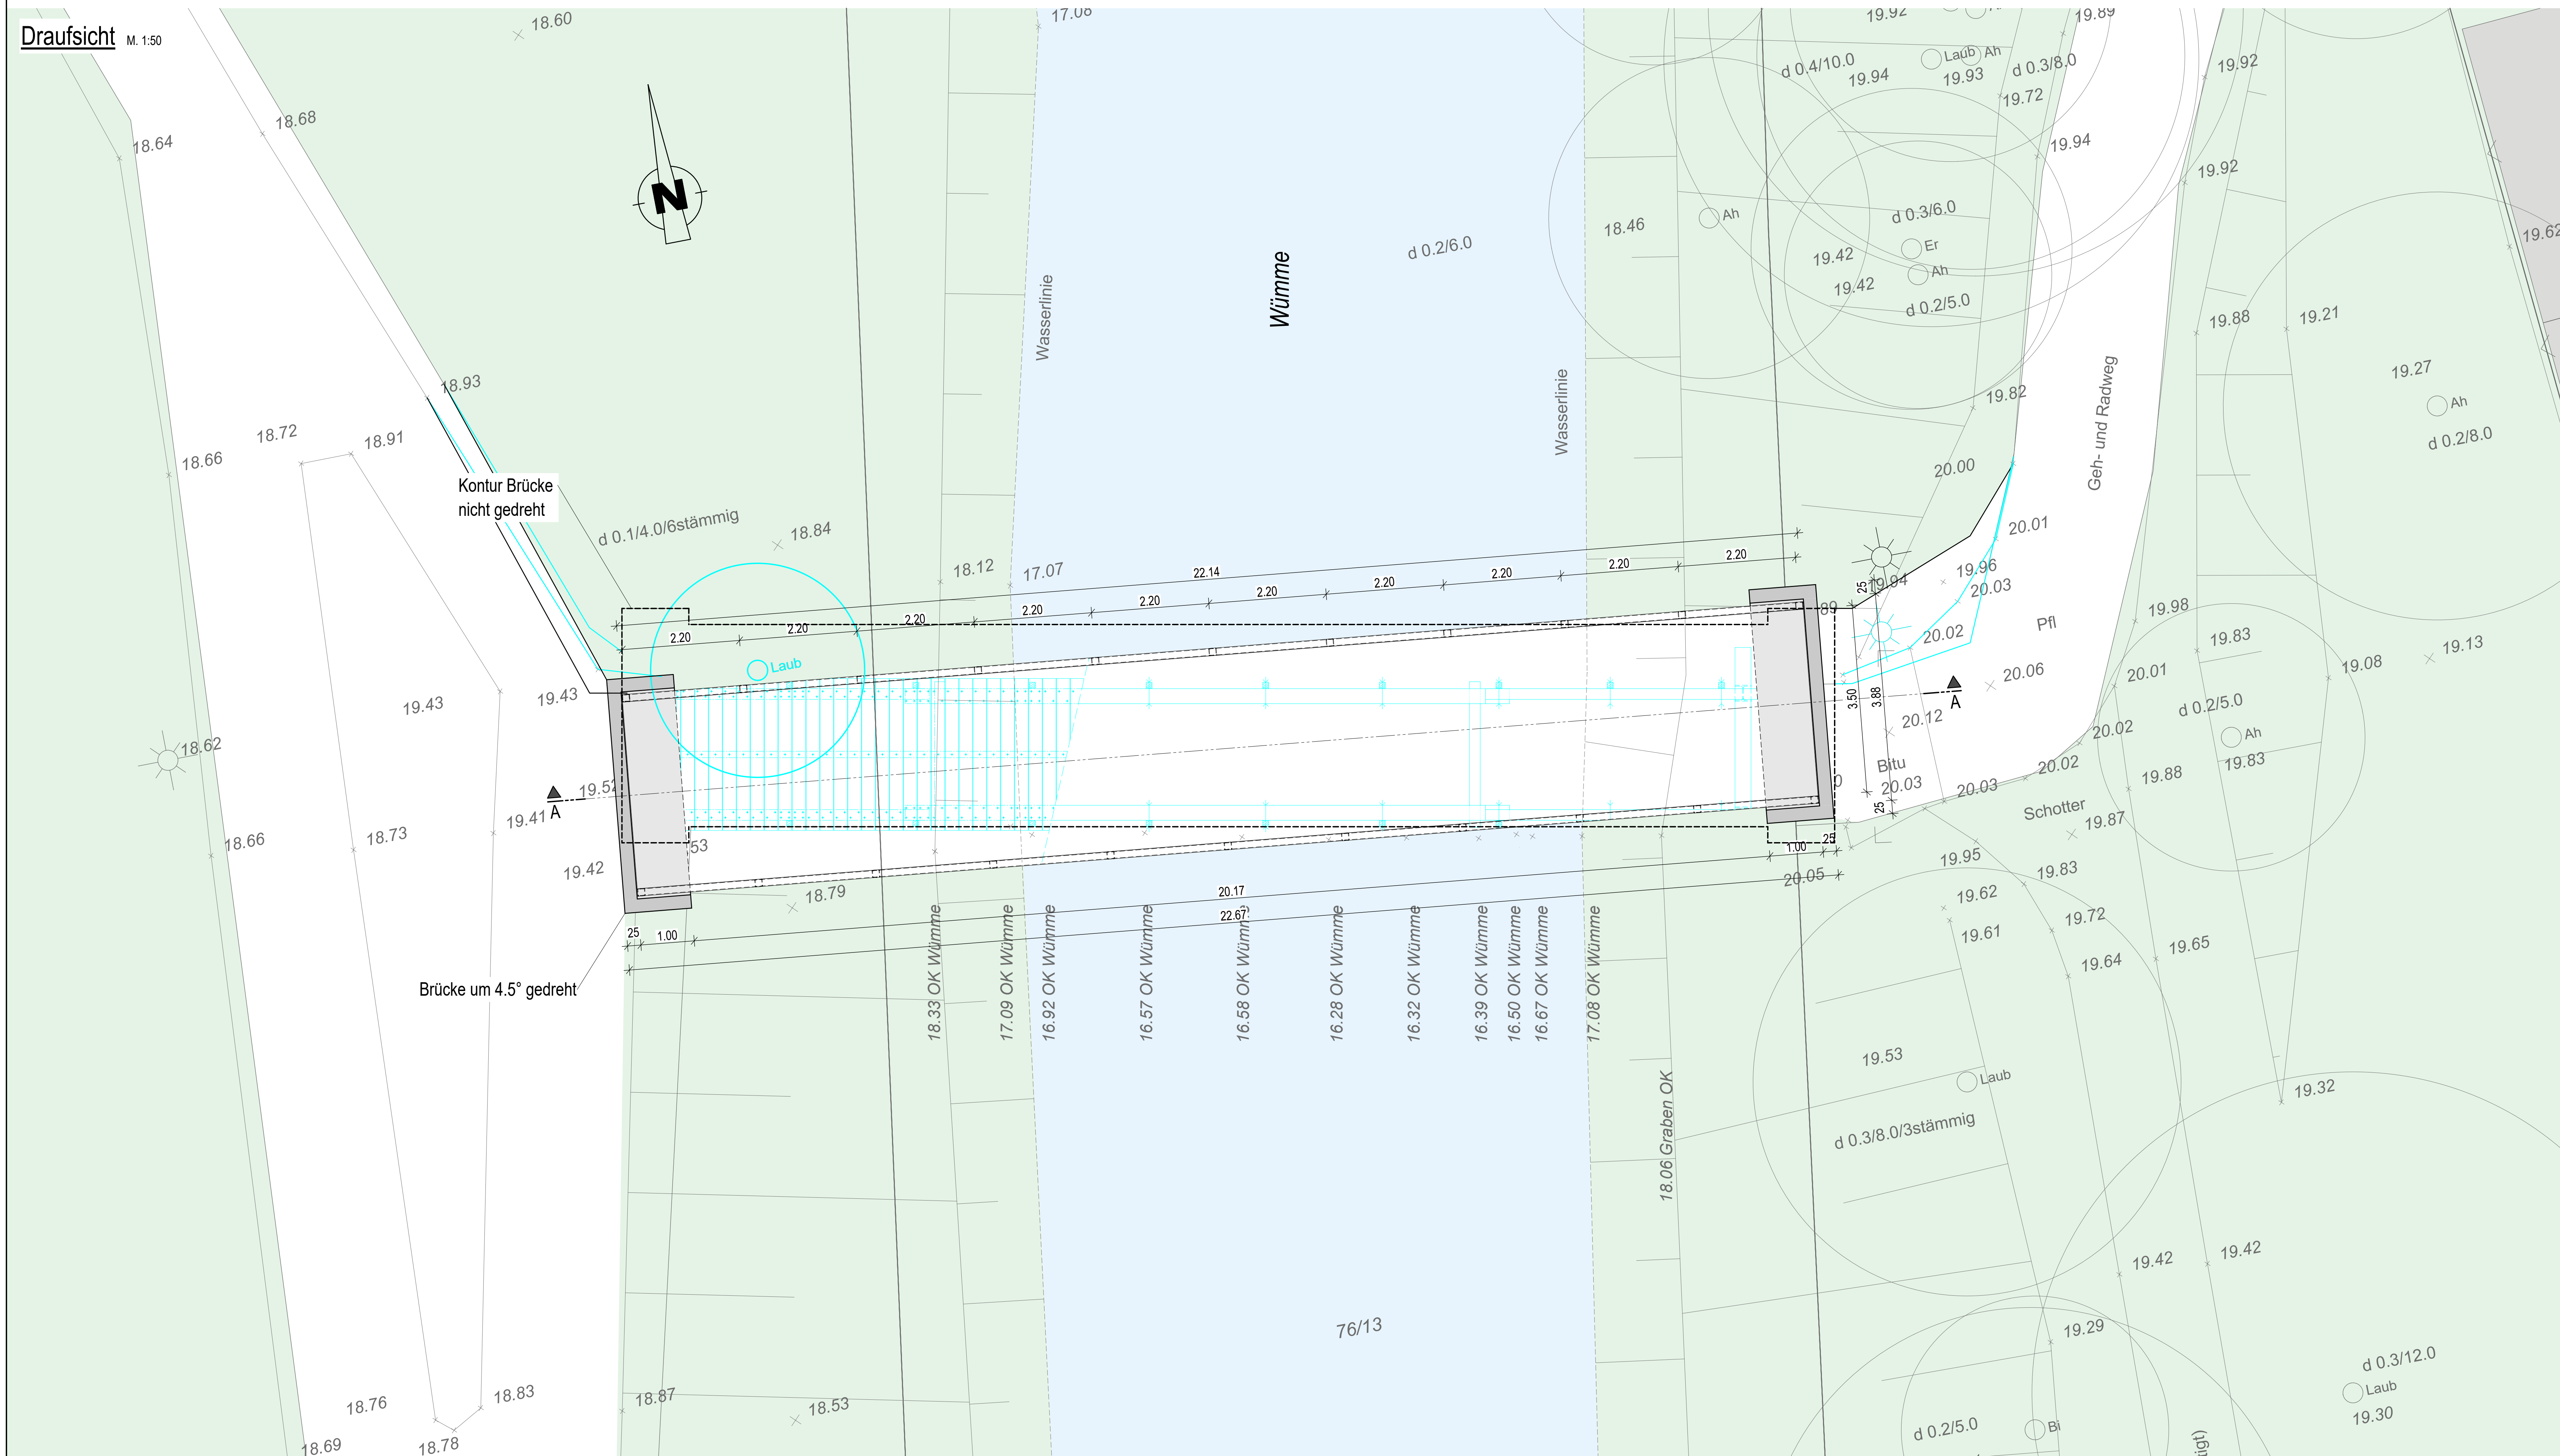 Draufsicht M. 1:50
18.60
17.08
19.92
19.89
Laub
Ah
d 0.4/10.0
19.94
19.93
d 0.3/8.0
19.72
19.92
18.68
18.64
19.94
19.92
N
Ah
18.46
d 0.3/6.0
Er
19.42
Ah
19.42
d 0.2/5.0
d 0.2/6.0
Wümme
Wasserlinie
Wasserlinie
19.62
19.88
19.21
19.27
Ah
d 0.2/8.0
Geh- und Radweg
18.93
19.82
18.72
18.91
18.66
20.00
Kontur Brücke
nicht gedreht
d 0.1/4.0/6stämmig
18.84
20.01
18.12
17.07
22.14
2.20
2.20
2.20
2.20
2.20
2.20
2.20
2.20
2.20
2.20
25
19.94
19.96
20.03
89
19.98
Pfl
20.02
19.83
19.13
19.08
Laub
19.43
19.43
20.06
20.01
3.50
3.88
A
20.12
d 0.2/5.0
Ah
20.02
19.83
18.62
19.52
A
Bitu
0
20.03
20.03
20.02
19.88
25
Schotter
19.87
19.41
18.66
18.73
53
19.42
1.00
25
20.05
19.95
19.83
18.79
20.17
22.67
19.62
19.61
19.72
19.65
19.64
25
1.00
Brücke um 4.5° gedreht
18.33 OK Wümme
17.09 OK Wümme
16.92 OK Wümme
16.57 OK Wümme
16.58 OK Wümme
16.28 OK Wümme
16.32 OK Wümme
16.39 OK Wümme
16.50 OK Wümme
16.67 OK Wümme
17.08 OK Wümme
18.06 Graben OK
19.53
Laub
19.32
d 0.3/8.0/3stämmig
19.42
19.42
76/13
19.29
d 0.3/12.0
Laub
19.30
18.76
18.83
18.87
18.53
18.69
18.78
d 0.2/5.0
Bi
igt)